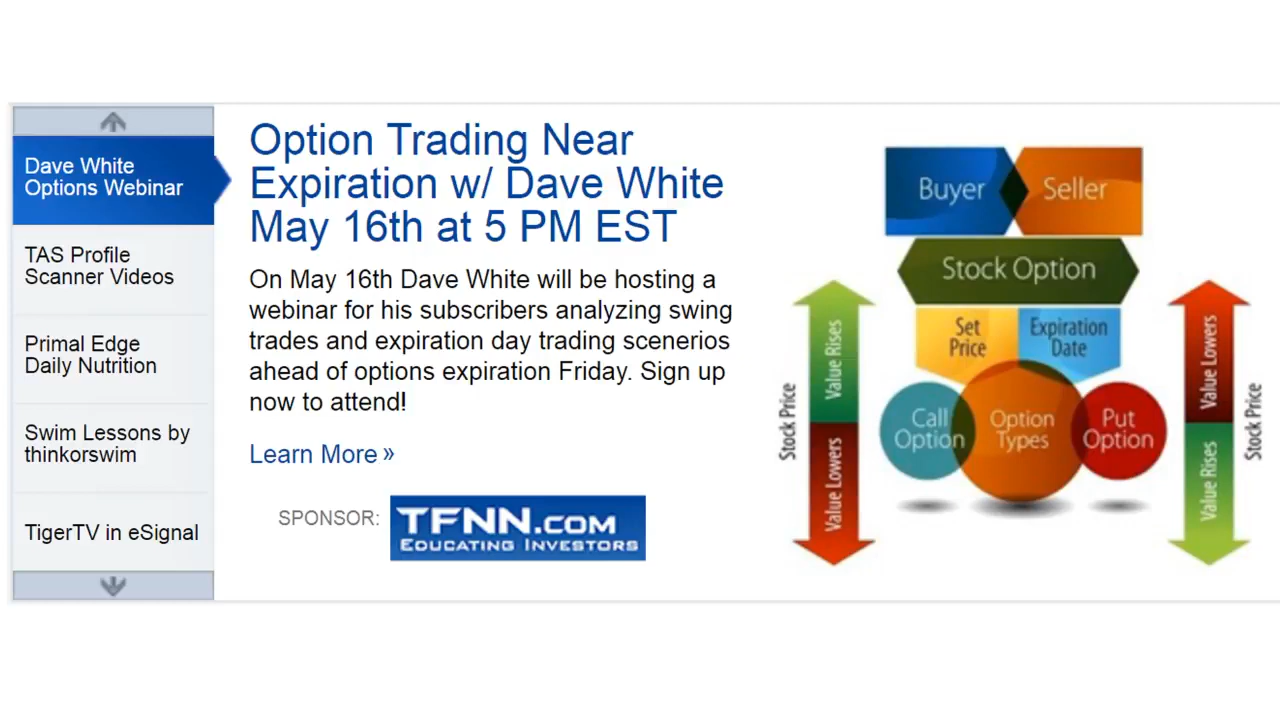 Dave White
Options Webinar
TAS Profile
Scanner Videos
Primal Edge
Daily Nutrition
Swim Lessons by
thinkorswim
TigerTV in eSignal
Option Trading Near
Expiration w/ Dave White
May 16th at 5 PM EST
On May 16th Dave White will be hosting a
webinar for his subscribers analyzing swing
trades and expiration day trading scenerios
ahead of options expiration Friday. Sign up
now to attend!
Learn More »
SPONSOR:
TFNN.COM
EDUCATING INVESTORS
Buyer
Seller
Stock Option
Set
Price
Expiration
Date
Call
Option
Option
Types
Put
Option
Stock Price
Value Rises
Value Lowers
Value Lowers
Value Rises
Stock Price